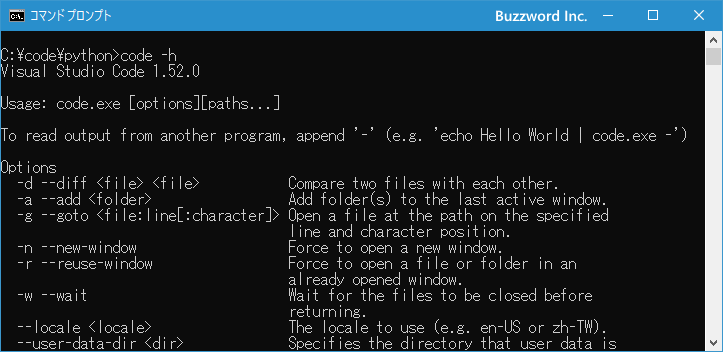 コマンドプロンプト
Buzzword Inc.
C:¥code¥python>code -h
Visual Studio Code 1.52.0
Usage: code.exe [options][paths...]
To read output from another program, append '-' (e.g. 'echo Hello World | code.exe -')
Options
-d --diff <file> <file> Compare two files with each other.
-a --add <folder> Add folder(s) to the last active window.
-g --goto <file:line[:character]> Open a file at the path on the specified
line and character position.
-n --new-window Force to open a new window.
-r --reuse-window Force to open a file or folder in an
already opened window.
-w --wait Wait for the files to be closed before
returning.
--locale <locale> The locale to use (e.g. en-US or zh-TW).
--user-data-dir <dir> Specifies the directory that user data is